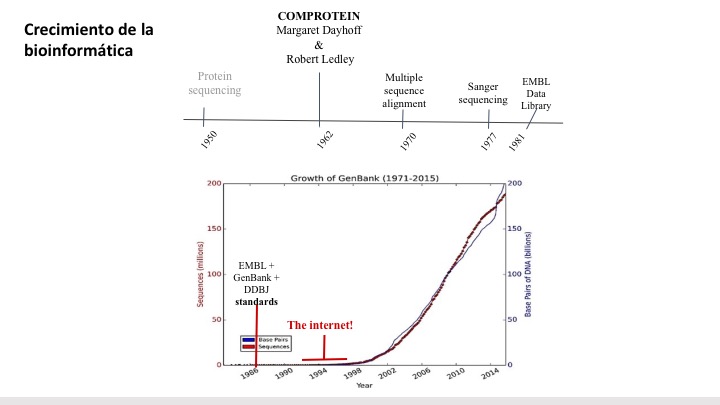 Crecimiento de la
bioinformática
COMPROTEIN
Margaret Dayhoff
&
Robert Ledley
Protein
sequencing
Multiple
sequence
alignment
Sanger
sequencing
EMBL
Data
Library
1950
1962
1970
1977
1981
Growth of GenBank (1971-2015)
200
150
100
50
0
Sequences (millions)
200
150
100
50
0
Base Pairs of DNA (billions)
EMBL +
GenBank +
DDBJ
standards
The internet!
Base Pairs
Sequences
1986
1990
1994
1998
2002
2006
2010
2014
Year